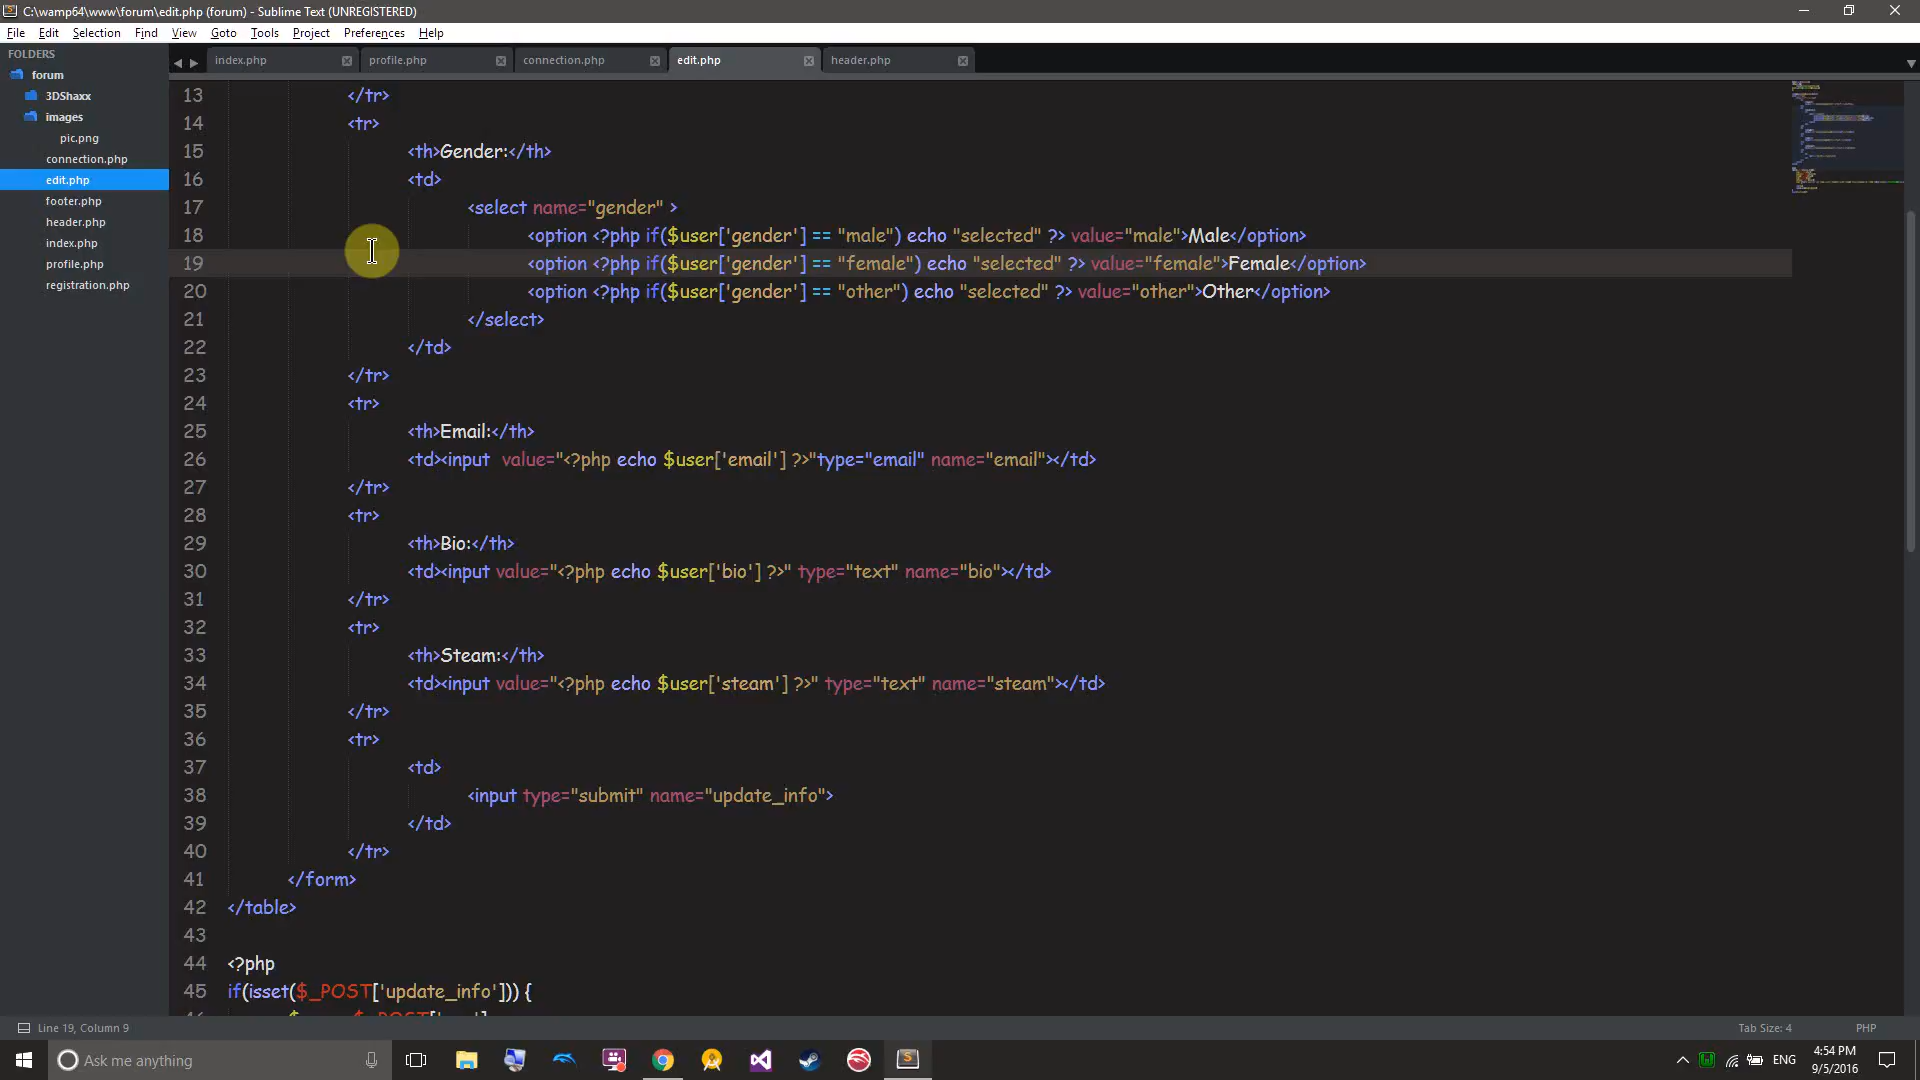 C:\wamp64\www\forum\edit.php (forum) - Sublime Text (UNREGISTERED)
File Edit Selection Find View Goto Tools Project Preferences Help
FOLDERS
forum
3DShaxx
images
pic.png
connection.php
edit.php
footer.php
header.php
index.php
profile.php
registration.php
index.php profile.php connection.php edit.php header.php
13 </tr>
14 <tr>
15 <th>Gender:</th>
16 <td>
17 <select name="gender" >
18 <option <?php if($user['gender'] == "male") echo "selected" ?> value="male">Male</option>
19 <option <?php if($user['gender'] == "female") echo "selected" ?> value="female">Female</option>
20 <option <?php if($user['gender'] == "other") echo "selected" ?> value="other">Other</option>
21 </select>
22 </td>
23 </tr>
24 <tr>
25 <th>Email:</th>
26 <td><input  value="<?php echo $user['email'] ?>"type="email" name="email"></td>
27 </tr>
28 <tr>
29 <th>Bio:</th>
30 <td><input value="<?php echo $user['bio'] ?>" type="text" name="bio"></td>
31 </tr>
32 <tr>
33 <th>Steam:</th>
34 <td><input value="<?php echo $user['steam'] ?>" type="text" name="steam"></td>
35 </tr>
36 <tr>
37 <td>
38 <input type="submit" name="update_info">
39 </td>
40 </tr>
41 </form>
42 </table>
43
44 <?php
45 if(isset($_POST['update_info'])) {
Line 19, Column 9
Tab Size: 4
PHP
Ask me anything
ENG
4:54 PM
9/5/2016